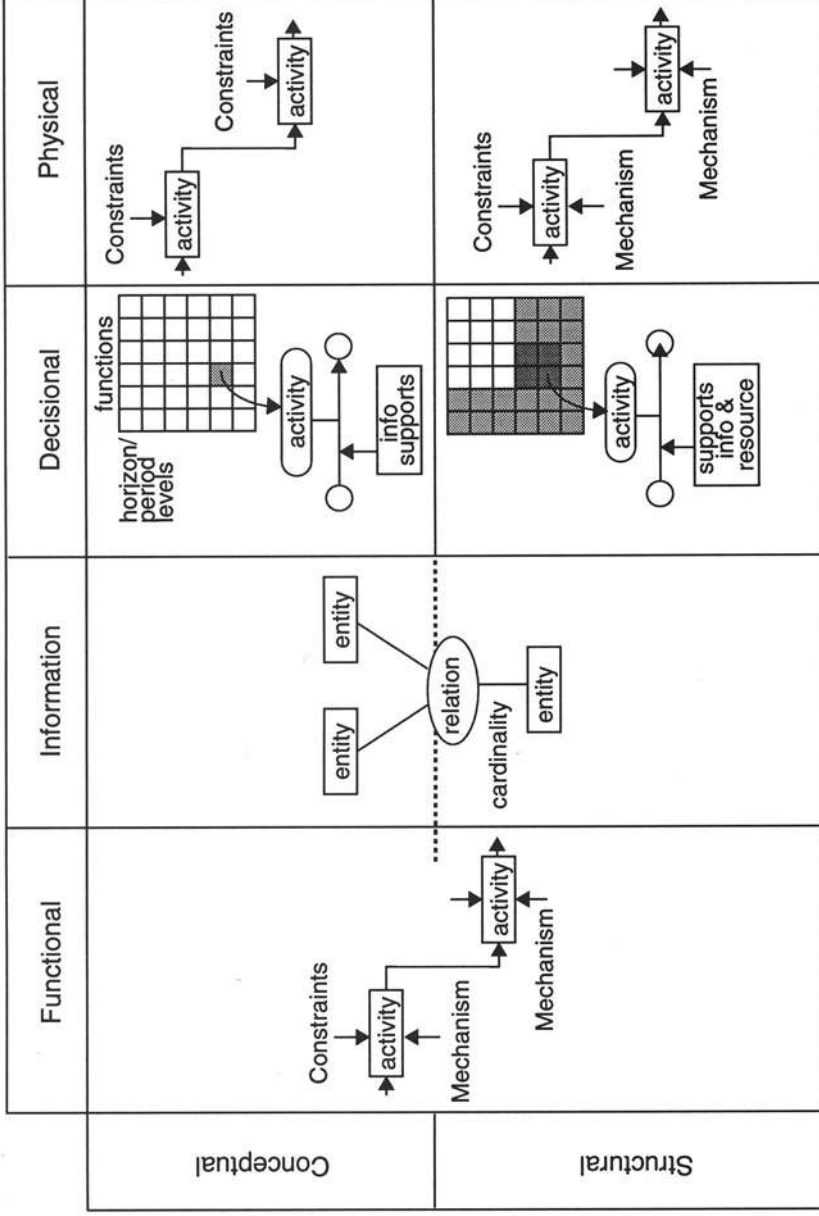 Functional
Information
Decisional
Physical
Conceptual
Constraints
activity
Mechanism
activity
Mechanism
entity
entity
relation
cardinality
entity
horizon/
period
levels
functions
activity
info
supports
Constraints
activity
Constraints
activity
Structural
activity
supports
info &
resource
Constraints
activity
Mechanism
activity
Mechanism